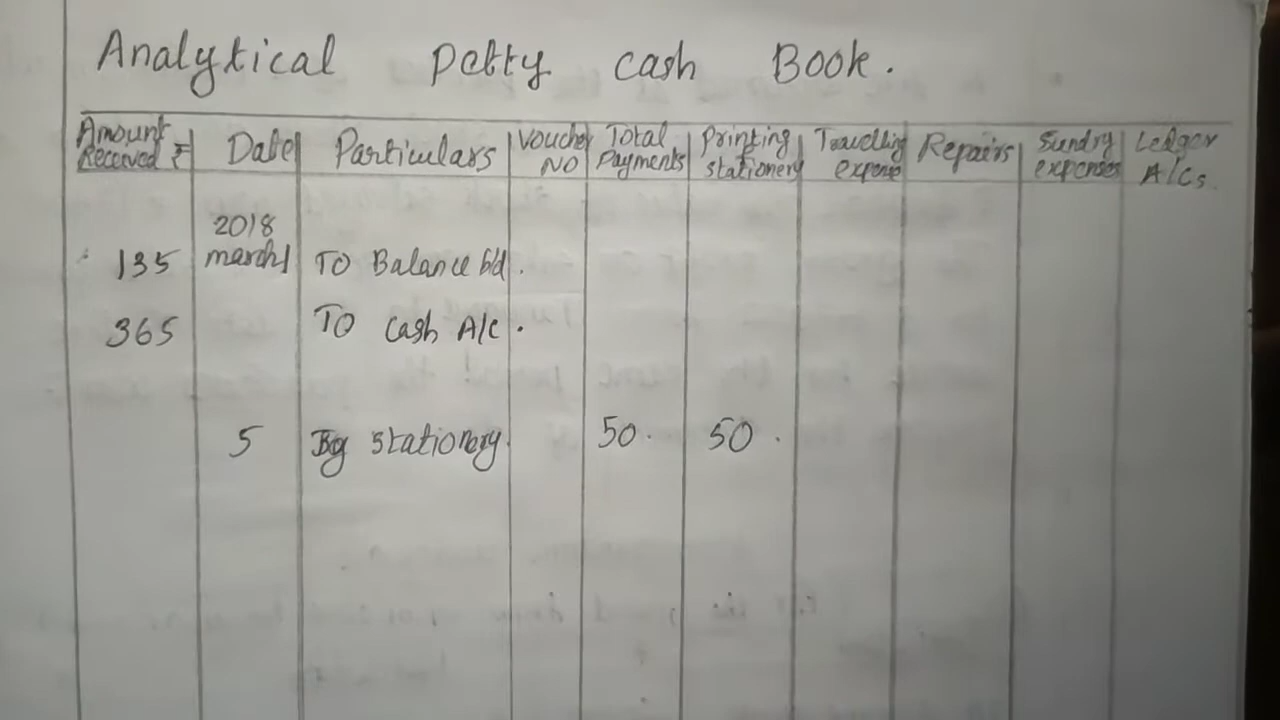 Analytical Petty cash Book.
Amount Received ₹ Date Particulars Voucher NO Total Payments Printing & stationery Travelling expense Repairs Sundry expenses Ledger A/Cs.
2018
135 march 1 TO Balance b/d.
365 TO Cash A/c.
5 By Stationery 50. 50.